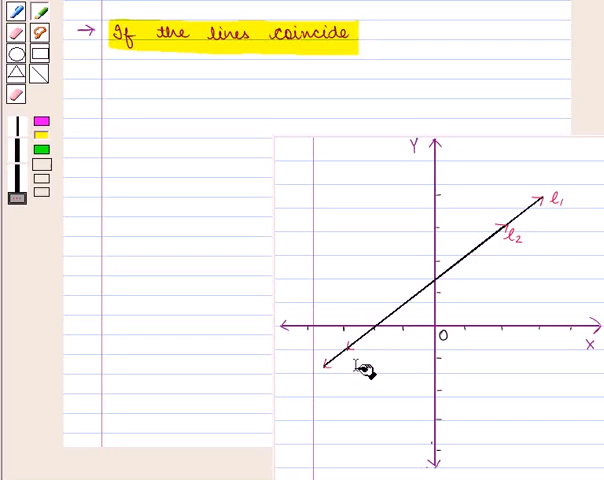 → If the lines coincide
Y
l₁
l₂
O
X